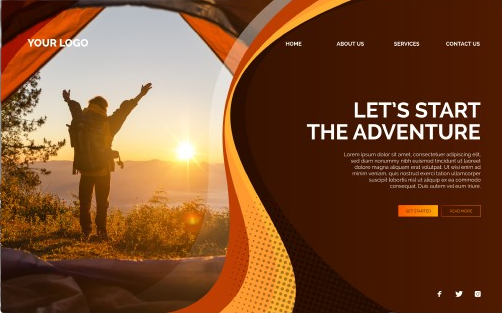 YOUR LOGO
HOME
ABOUT US
SERVICES
CONTACT US
LET'S START
THE ADVENTURE
Lorem ipsum dolor sit amet, consectetuer adipiscing elit,
sed diam nonummy nibh euismod tincidunt ut laoreet
dolore magna aliquam erat volutpat. Ut wisi enim ad
minim veniam, quis nostrud exerci tation ullamcorper
suscipit lobortis nisl ut aliquip ex ea commodo
consequat. Duis autem vel eum iriure.
GET STARTED
READ MORE